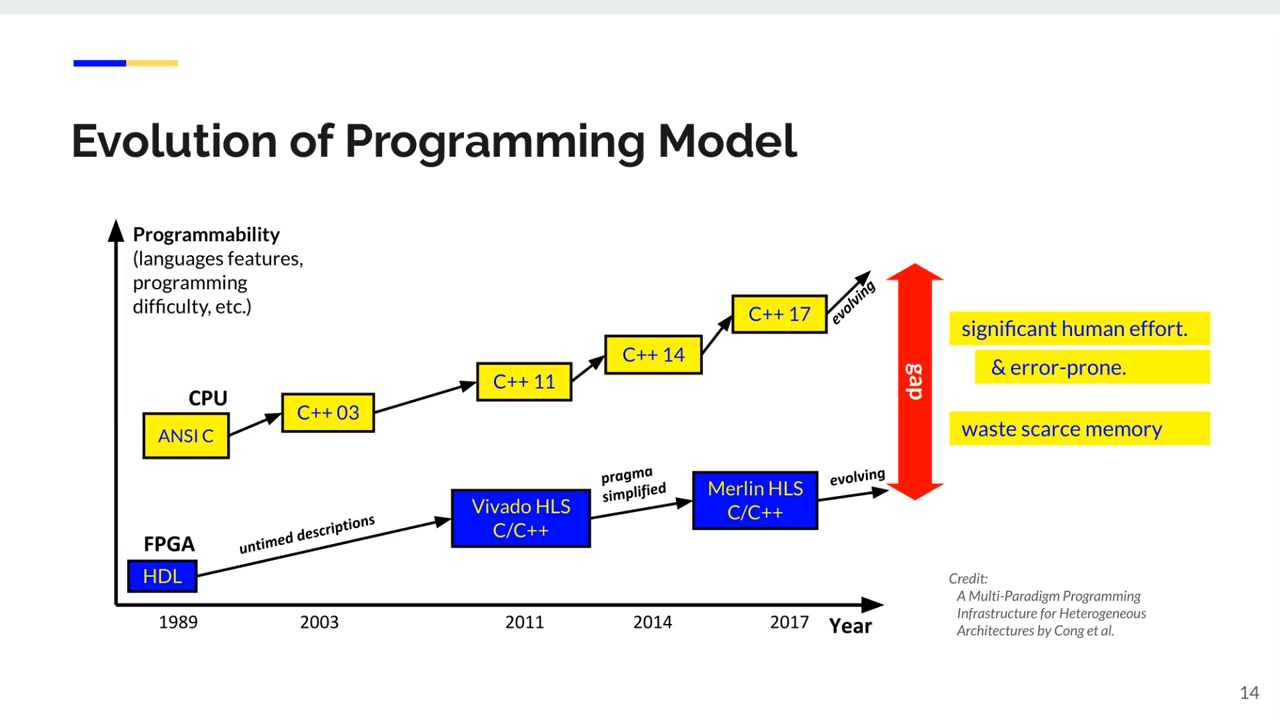 Evolution of Programming Model
Programmability
(languages features,
programming
difficulty, etc.)
CPU
ANSI C
C++ 03
C++ 11
C++ 14
C++ 17
evolving
FPGA
HDL
untimed descriptions
Vivado HLS
C/C++
pragma
simplified
Merlin HLS
C/C++
evolving
gap
significant human effort.
& error-prone.
waste scarce memory
1989
2003
2011
2014
2017
Year
Credit:
A Multi-Paradigm Programming
Infrastructure for Heterogeneous
Architectures by Cong et al.
14